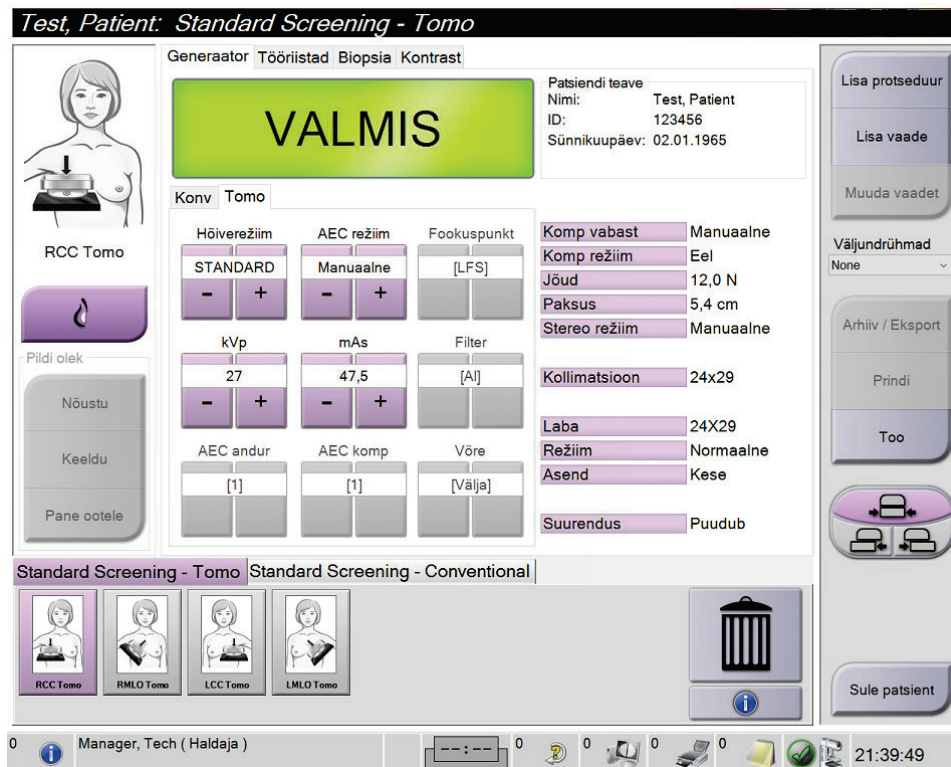 Test, Patient: Standard Screening - Tomo
Generaator Tööriistad Biopsia Kontrast
VALMIS
Patsiendi teave
Nimi: Test, Patient
ID: 123456
Sünnikuupäev: 02.01.1965
RCC Tomo
Pildi olek
Nõustu
Keeldu
Pane ootele
Konv Tomo
Hõiverežiim AEC režiim Fookuspunkt
STANDARD Manuaalne [LFS]
- + - +
kVp mAs Filter
27 47,5 [Al]
- + - +
AEC andur AEC komp Võre
[1] [1] [Välja]
Komp vabast Manuaalne
Komp režiim Eel
Jõud 12,0 N
Paksus 5,4 cm
Stereo režiim Manuaalne
Kollimatsioon 24x29
Laba 24X29
Režiim Normaalne
Asend Kese
Suurendus Puudub
Lisa protseduur
Lisa vaade
Muuda vaadet
Väljundrühmad
None
Arhiiv / Eksport
Prindi
Too
Sule patsient
Standard Screening - Tomo Standard Screening - Conventional
RCC Tomo RMLO Tomo LCC Tomo LMLO Tomo
0 Manager, Tech ( Haldaja ) --:-- 0 0 0 0 21:39:49